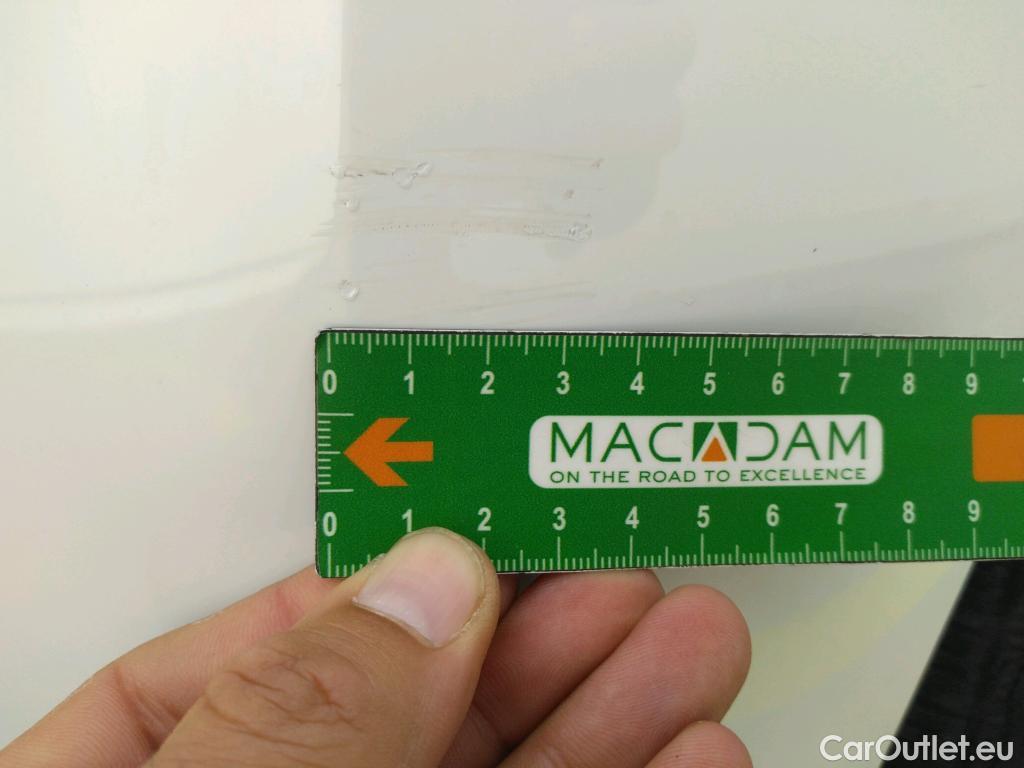 0 1 2 3 4 5 6 7 8 9
MACADAM
ON THE ROAD TO EXCELLENCE
0 1 2 3 4 5 6 7 8 9
CarOutlet.eu